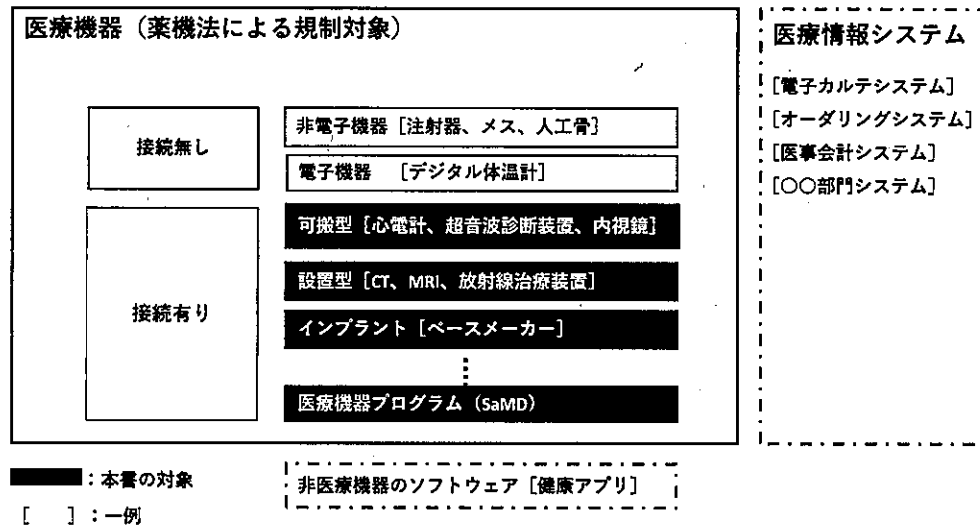 医療機器（薬機法による規制対象）
接続無し
非電子機器［注射器、メス、人工骨］
電子機器　［デジタル体温計］
接続有り
可搬型［心電計、超音波診断装置、内視鏡］
設置型［CT、MRI、放射線治療装置］
インプラント［ペースメーカー］
医療機器プログラム（SaMD）
医療情報システム
［電子カルテシステム］
［オーダリングシステム］
［医事会計システム］
［〇〇部門システム］
：本書の対象
［　　］：一例
非医療機器のソフトウェア［健康アプリ］